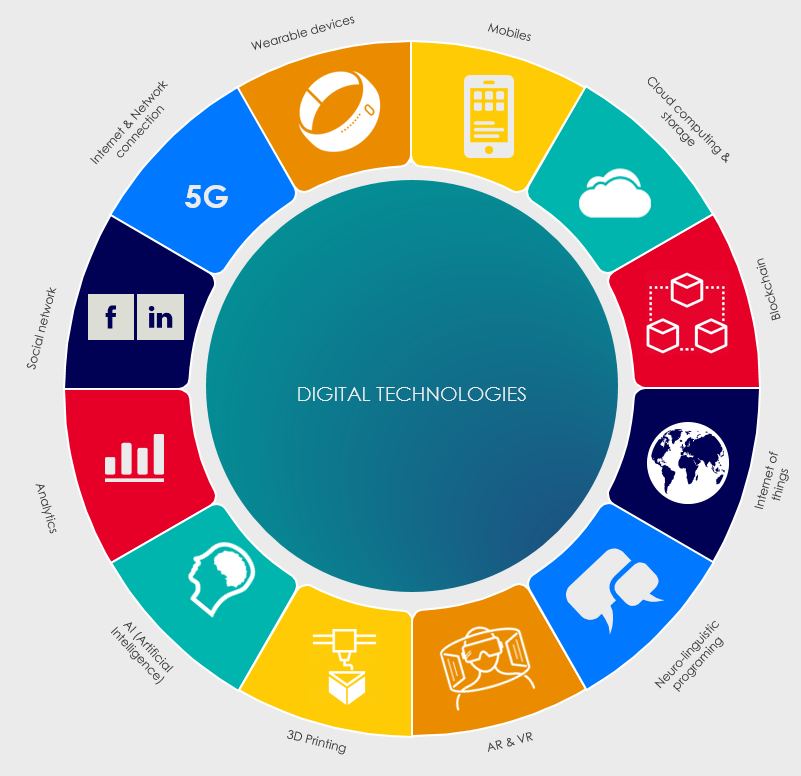 Wearable devices
Mobiles
Cloud computing &
storage
Blockchain
Internet of
things
Neuro-linguistic
programing
AR & VR
3D Printing
AI (Artificial
Intelligence)
Analytics
Social network
Internet & Network
connection
5G
f in
DIGITAL TECHNOLOGIES